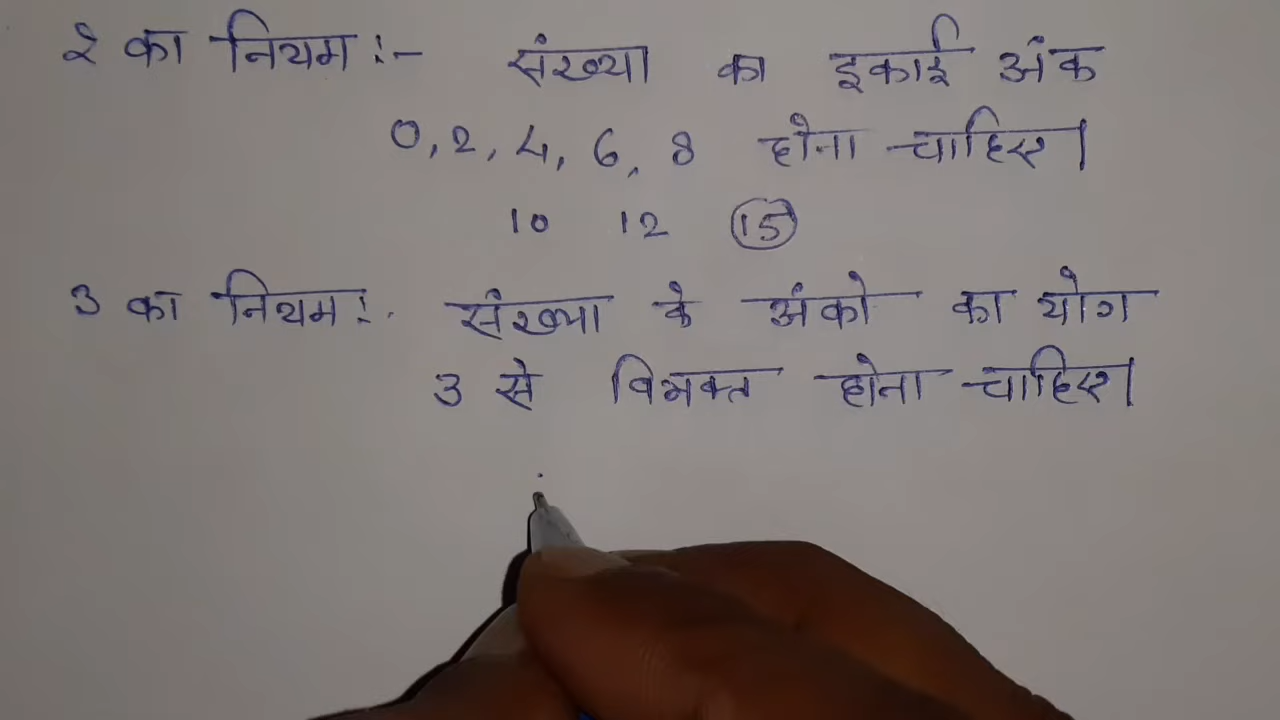 2 का नियम :- संख्या का इकाई अंक
0, 2, 4, 6, 8 होना चाहिए।
10 12 15
3 का नियम :- संख्या के अंको का योग
3 से विभक्त होना चाहिए।